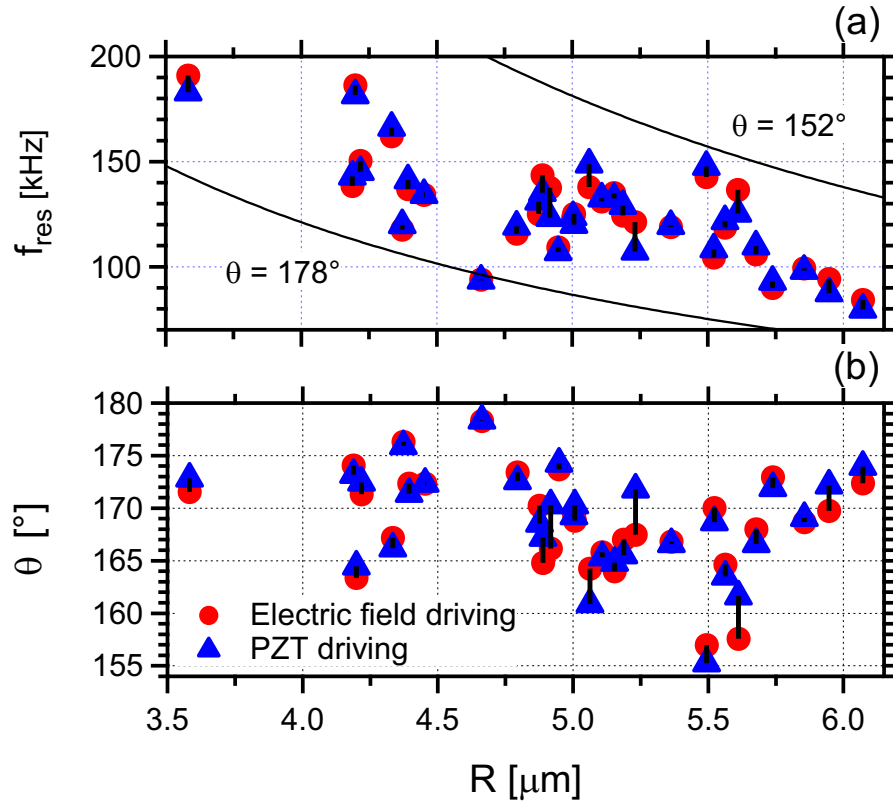 (a)
200
150
100
f_res [kHz]
θ = 152°
θ = 178°
(b)
180
175
170
165
160
155
θ [°]
Electric field driving
PZT driving
3.5 4.0 4.5 5.0 5.5 6.0
R [μm]